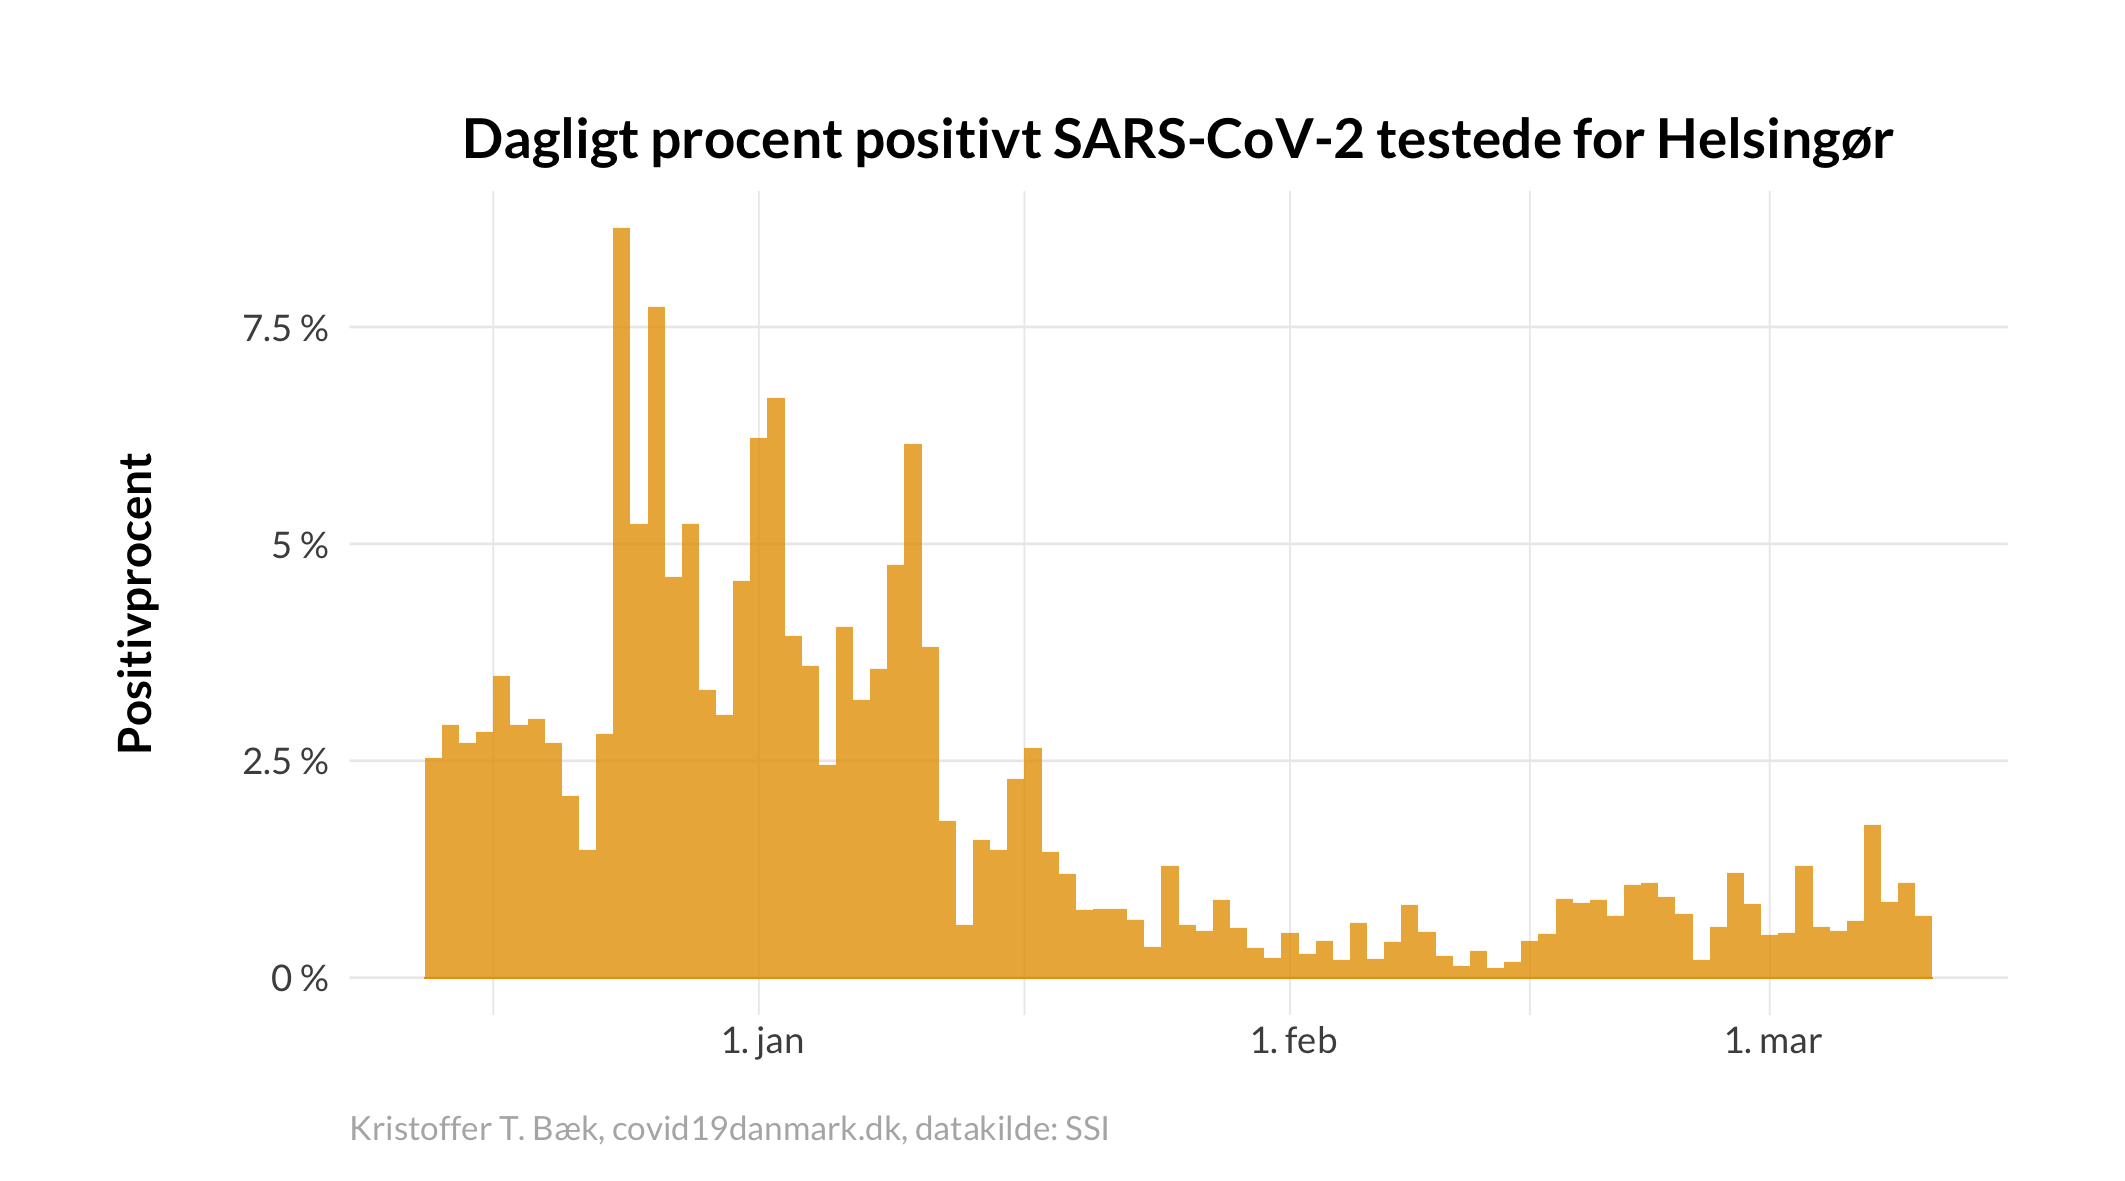 Dagligt procent positivt SARS-CoV-2 testede for Helsingør
Positivprocent
7.5 %
5 %
2.5 %
0 %
1. jan
1. feb
1. mar
Kristoffer T. Bæk, covid19danmark.dk, datakilde: SSI